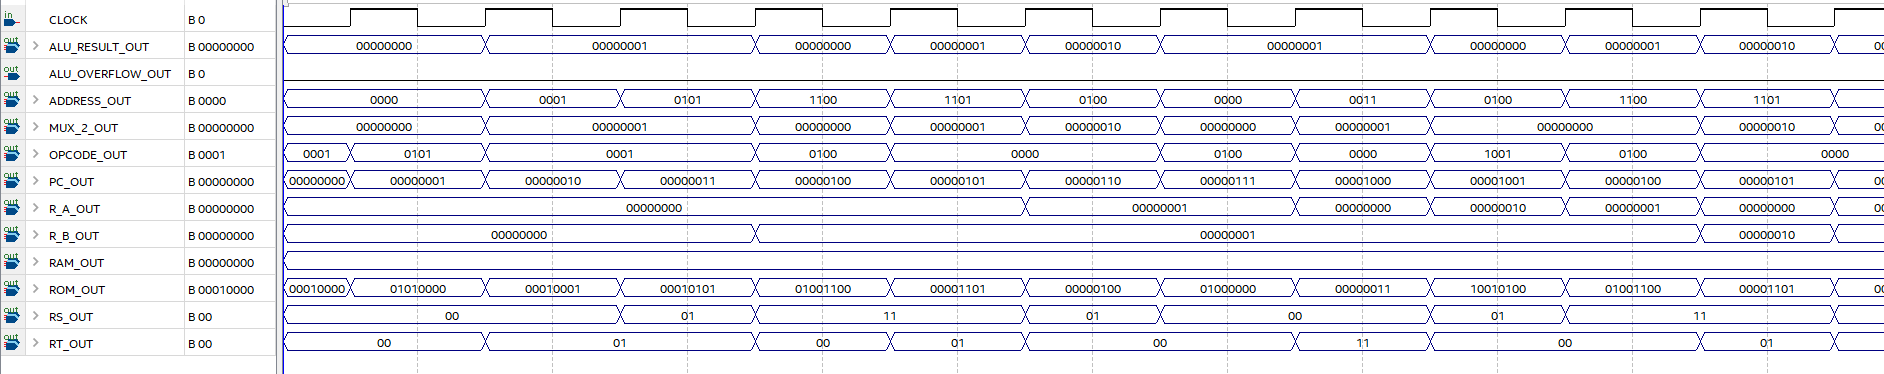 in CLOCK B 0
out ALU_RESULT_OUT B 00000000 00000000 00000001 00000000 00000001 00000010 00000001 00000000 00000001 00000010 00
out ALU_OVERFLOW_OUT B 0
out ADDRESS_OUT B 0000 0000 0001 0101 1100 1101 0100 0000 0011 0100 1100 1101
out MUX_2_OUT B 00000000 00000000 00000001 00000000 00000001 00000010 00000000 00000001 00000000 00000010 00
out OPCODE_OUT B 0001 0001 0101 0001 0100 0000 0100 0000 1001 0100 0000
out PC_OUT B 00000000 00000000 00000001 00000010 00000011 00000100 00000101 00000110 00000111 00001000 00001001 00000100 00000101 00
out R_A_OUT B 00000000 00000000 00000001 00000000 00000010 00000001 00000000 00
out R_B_OUT B 00000000 00000000 00000001 00000010
out RAM_OUT B 00000000
out ROM_OUT B 00010000 00010000 01010000 00010001 00010101 01001100 00001101 00000100 01000000 00000011 10010100 01001100 00001101 00
out RS_OUT B 00 00 01 11 01 00 01 11
out RT_OUT B 00 00 01 00 01 00 11 00 01